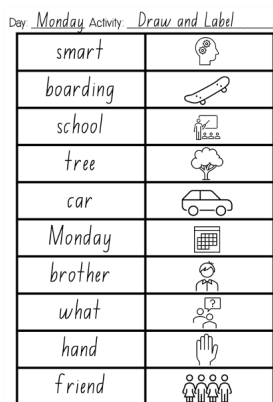 Day: Monday Activity: Draw and Label
smart
boarding
school
tree
car
Monday
brother
what
?
hand
friend